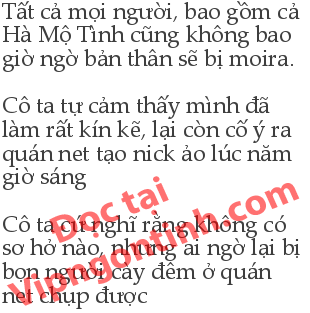 Tất cả mọi người, bao gồm cả
Hà Mộ Tình cũng không bao
giờ ngờ bản thân sẽ bị moira.
Cô ta tự cảm thấy mình đã
làm rất kín kẽ, lại còn cố ý ra
quán net tạo nick ảo lúc năm
giờ sáng
Cô ta cứ nghĩ rằng không có
sơ hở nào, nhưng ai ngờ lại bị
bọn người cày đêm ở quán
net chụp được
Đọc tại
Vipngontinh.com